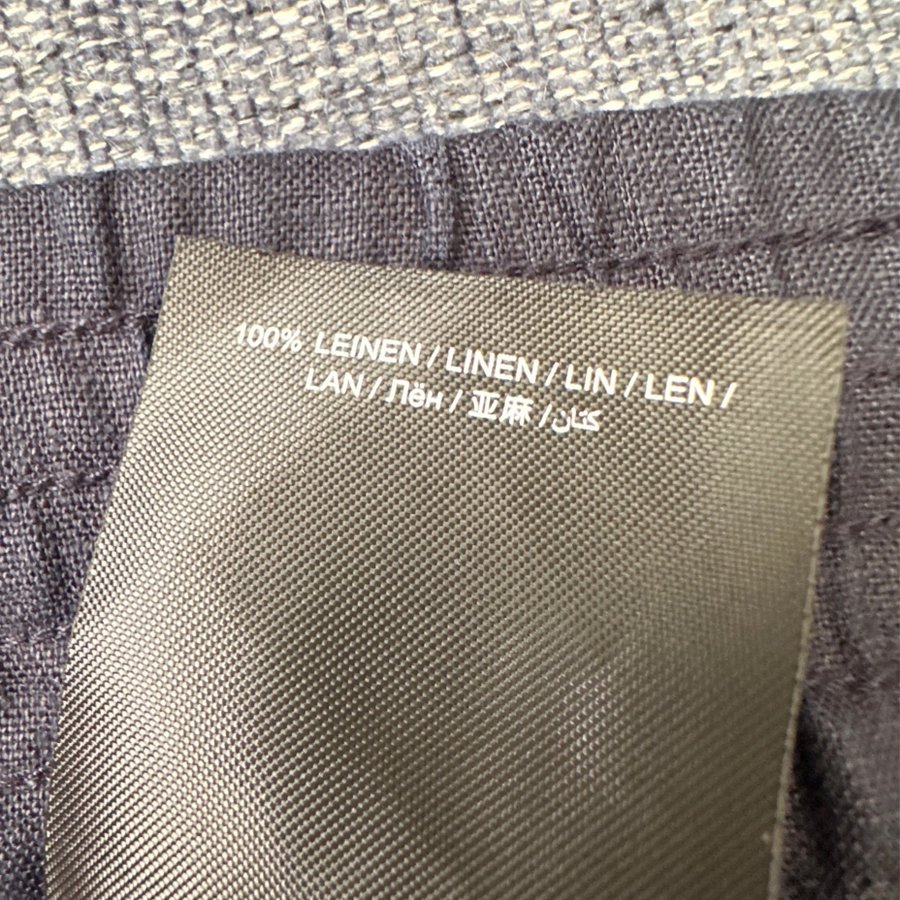 100% LEINEN / LINEN / LIN / LEN /
LAN / Лён / 亚麻 / كتان